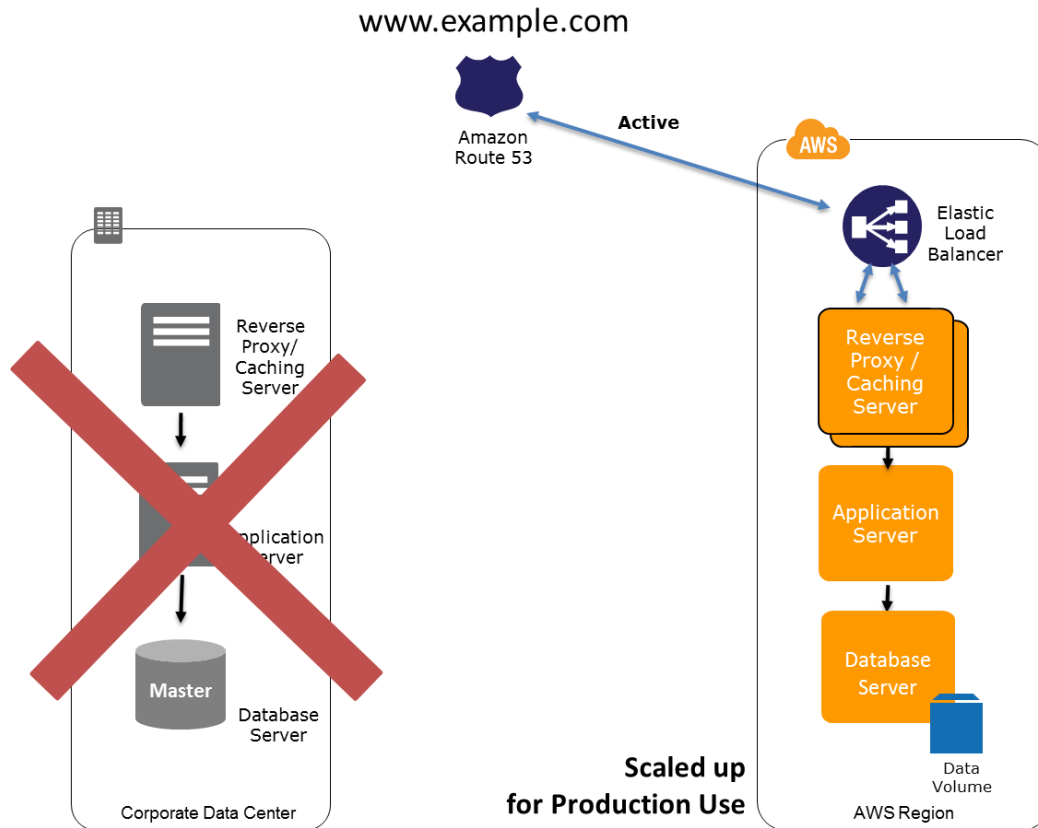 www.example.com
Amazon
Route 53
Active
AWS
Elastic
Load
Balancer
Reverse
Proxy/
Caching
Server
Reverse
Proxy /
Caching
Server
Application
Server
pplication
erver
Database
Server
Master
Database
Server
Data
Volume
Scaled up
for Production Use
Corporate Data Center
AWS Region